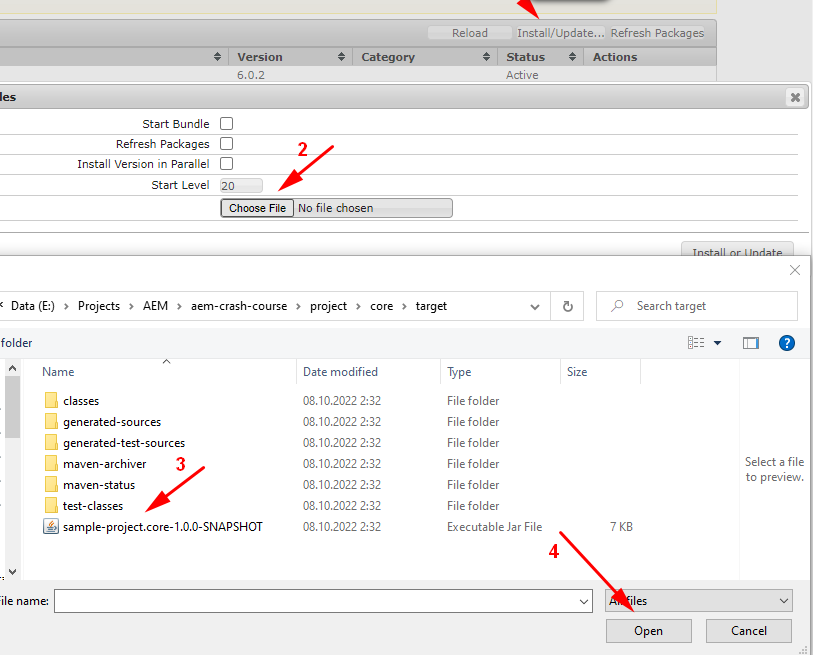 Reload Install/Update... Refresh Packages
Version Category Status Actions
6.0.2 Active
les
Start Bundle
2
Refresh Packages
Install Version in Parallel
Start Level 20
Choose File No file chosen
Install or Update
Data (E:) Projects AEM aem-crash-course project core target Search target
folder
Name Date modified Type Size
classes 08.10.2022 2:32 File folder
generated-sources 08.10.2022 2:32 File folder
generated-test-sources 08.10.2022 2:32 File folder
maven-archiver 3 08.10.2022 2:32 File folder
Select a file
to preview.
maven-status 08.10.2022 2:32 File folder
test-classes 08.10.2022 2:32 File folder
sample-project.core-1.0.0-SNAPSHOT 08.10.2022 2:32 Executable Jar File 7 KB
4
File name: All files
Open Cancel